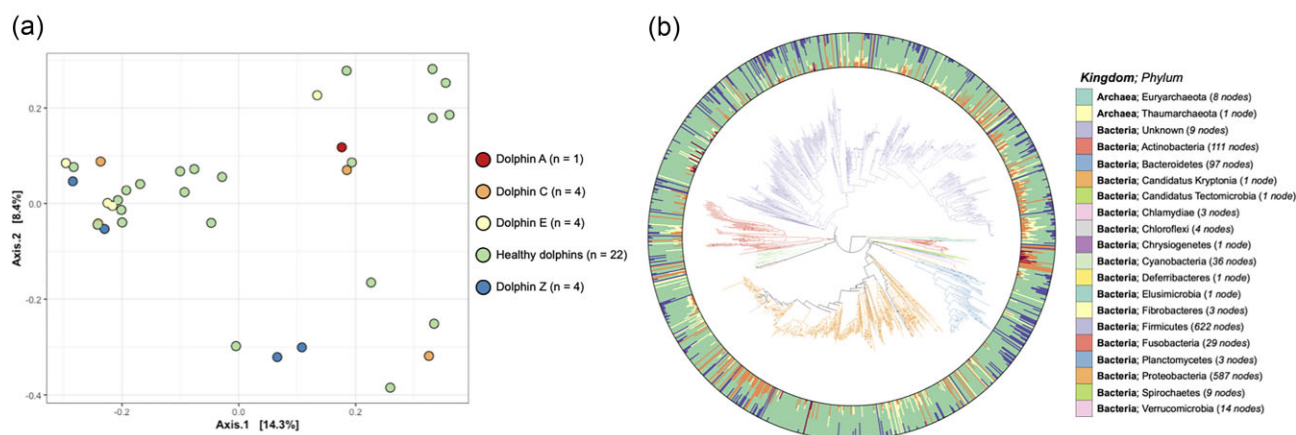 (a)
0.2
0.0
-0.2
-0.4
Axis.2 [8.4%]
-0.2
0.0
0.2
Axis.1 [14.3%]
Dolphin A (n = 1)
Dolphin C (n = 4)
Dolphin E (n = 4)
Healthy dolphins (n = 22)
Dolphin Z (n = 4)
(b)
Kingdom; Phylum
Archaea; Euryarchaeota (8 nodes)
Archaea; Thaumarchaeota (1 node)
Bacteria; Unknown (9 nodes)
Bacteria; Actinobacteria (111 nodes)
Bacteria; Bacteroidetes (97 nodes)
Bacteria; Candidatus Kryptonia (1 node)
Bacteria; Candidatus Tectomicrobia (1 node)
Bacteria; Chlamydiae (3 nodes)
Bacteria; Chloroflexi (4 nodes)
Bacteria; Chrysiogenetes (1 node)
Bacteria; Cyanobacteria (36 nodes)
Bacteria; Deferribacteres (1 node)
Bacteria; Elusimicrobia (1 node)
Bacteria; Fibrobacteres (3 nodes)
Bacteria; Firmicutes (622 nodes)
Bacteria; Fusobacteria (29 nodes)
Bacteria; Planctomycetes (3 nodes)
Bacteria; Proteobacteria (587 nodes)
Bacteria; Spirochaetes (9 nodes)
Bacteria; Verrucomicrobia (14 nodes)